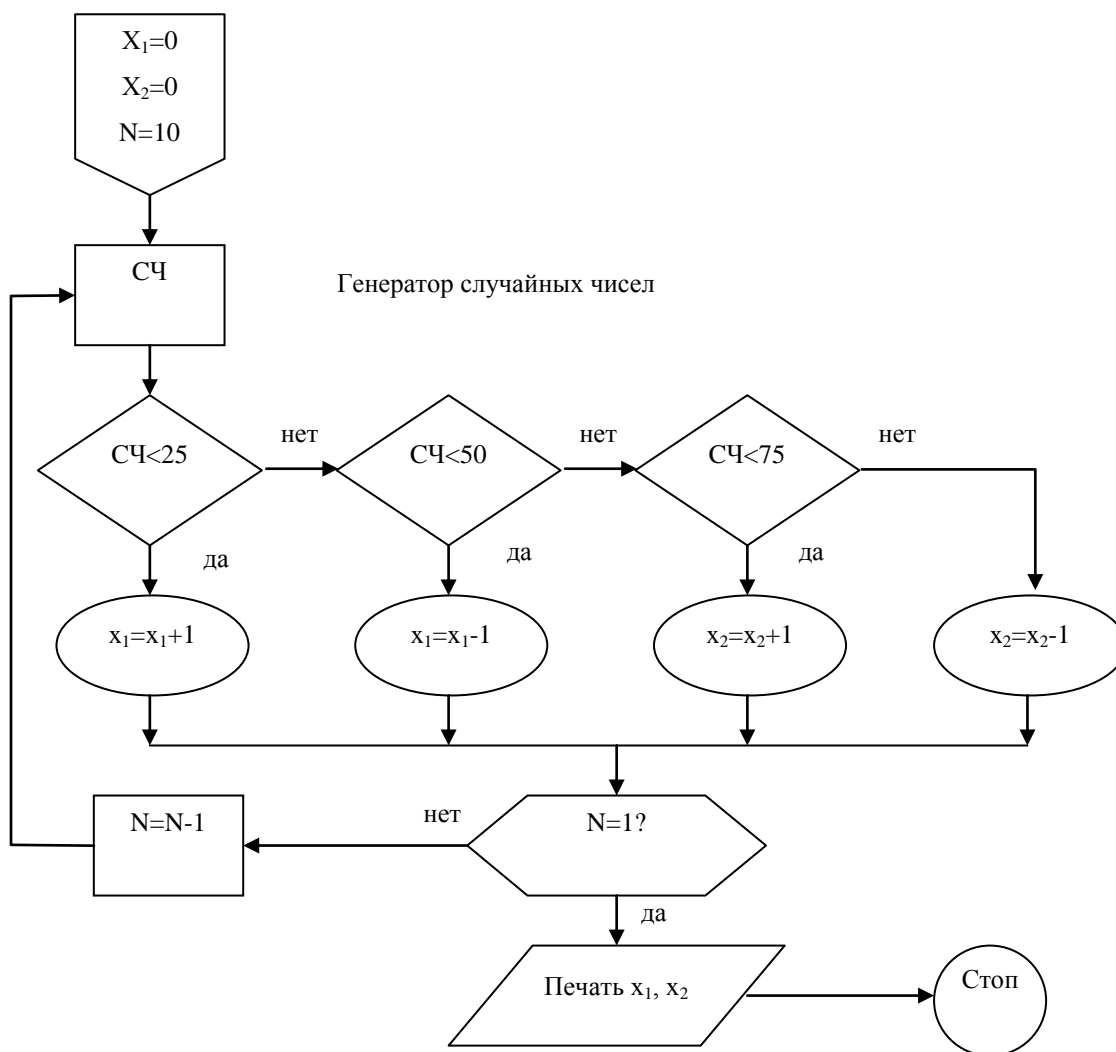 X₁=0
X₂=0
N=10
СЧ
Генератор случайных чисел
СЧ<25
нет
СЧ<50
нет
СЧ<75
нет
да
да
да
x₁=x₁+1
x₁=x₁-1
x₂=x₂+1
x₂=x₂-1
N=N-1
нет
N=1?
да
Печать x₁, x₂
Стоп